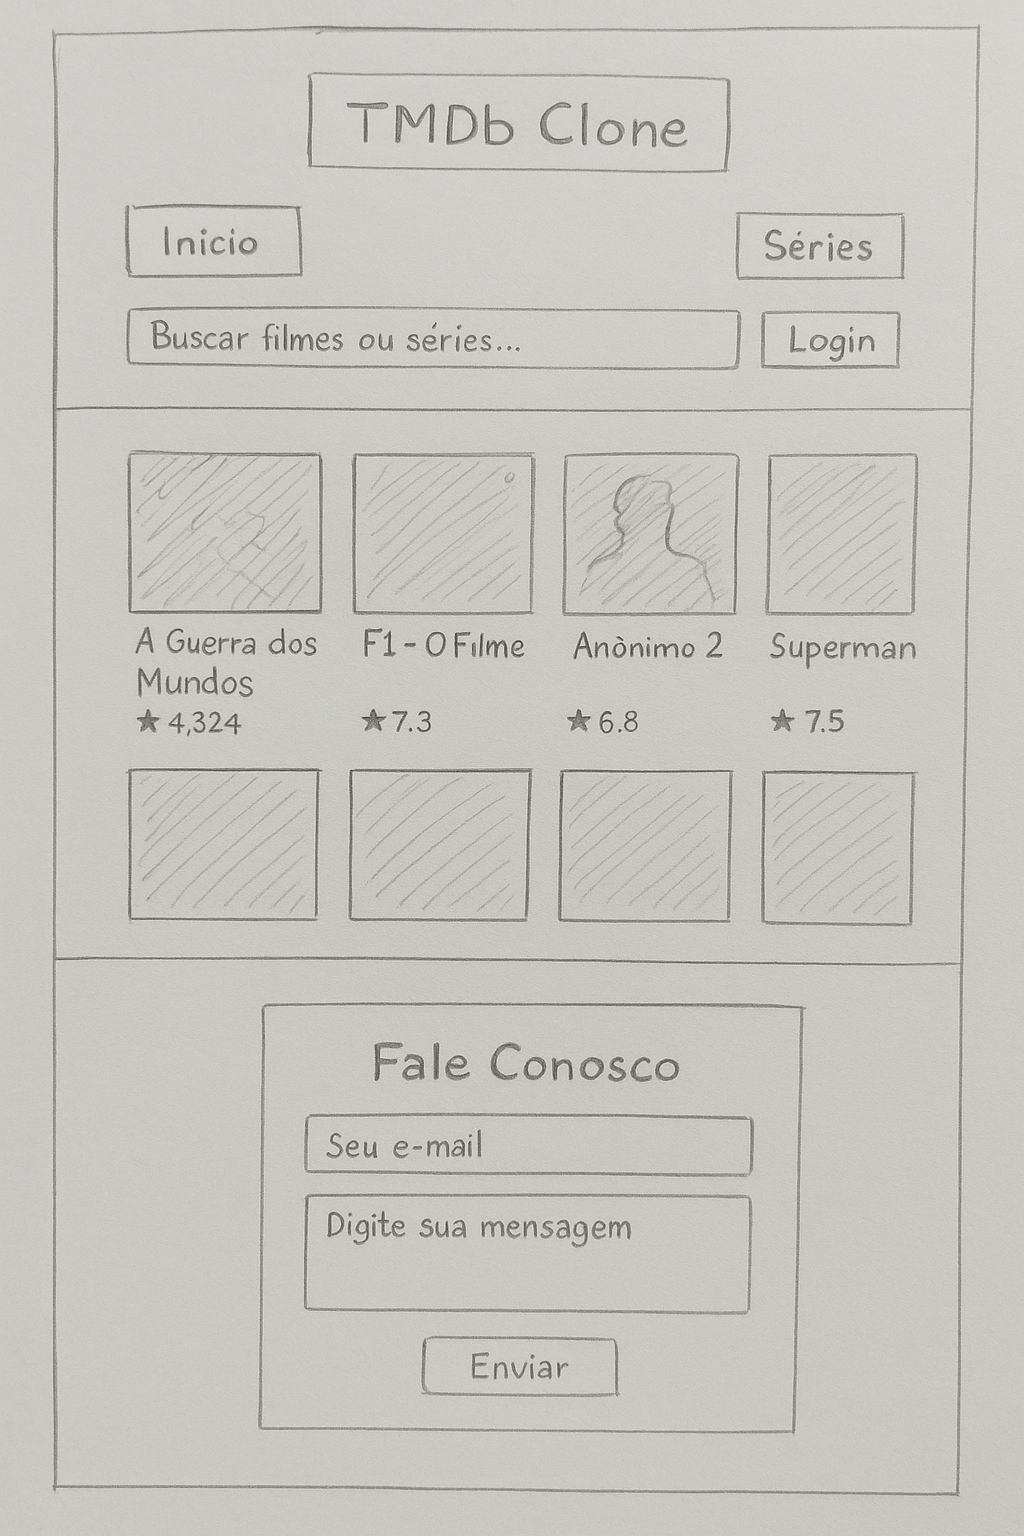 TMDb Clone
Inicio
Séries
Buscar filmes ou séries...
Login
A Guerra dos
Mundos
★ 4,324
F1 - O Filme
★ 7.3
Anònimo 2
★ 6.8
Superman
★ 7.5
Fale Conosco
Seu e-mail
Digite sua mensagem
Enviar